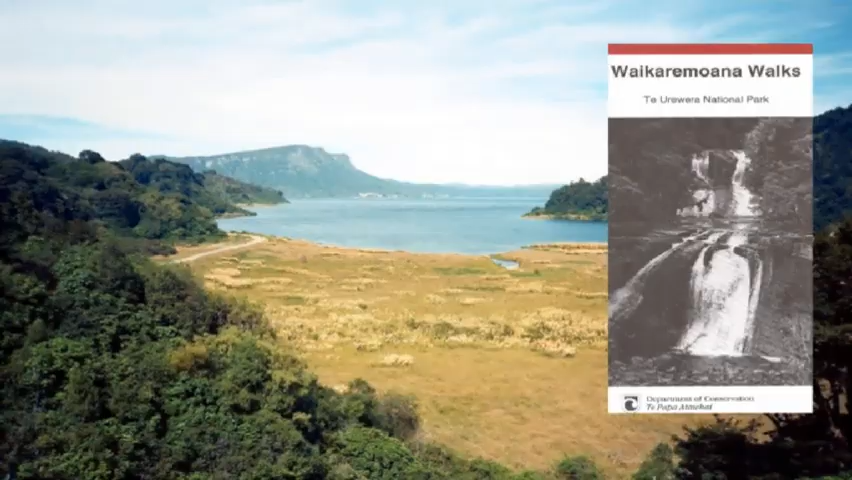 Waikaremoana Walks
Te Urewera National Park
Department of Conservation
Te Papa Atawhai